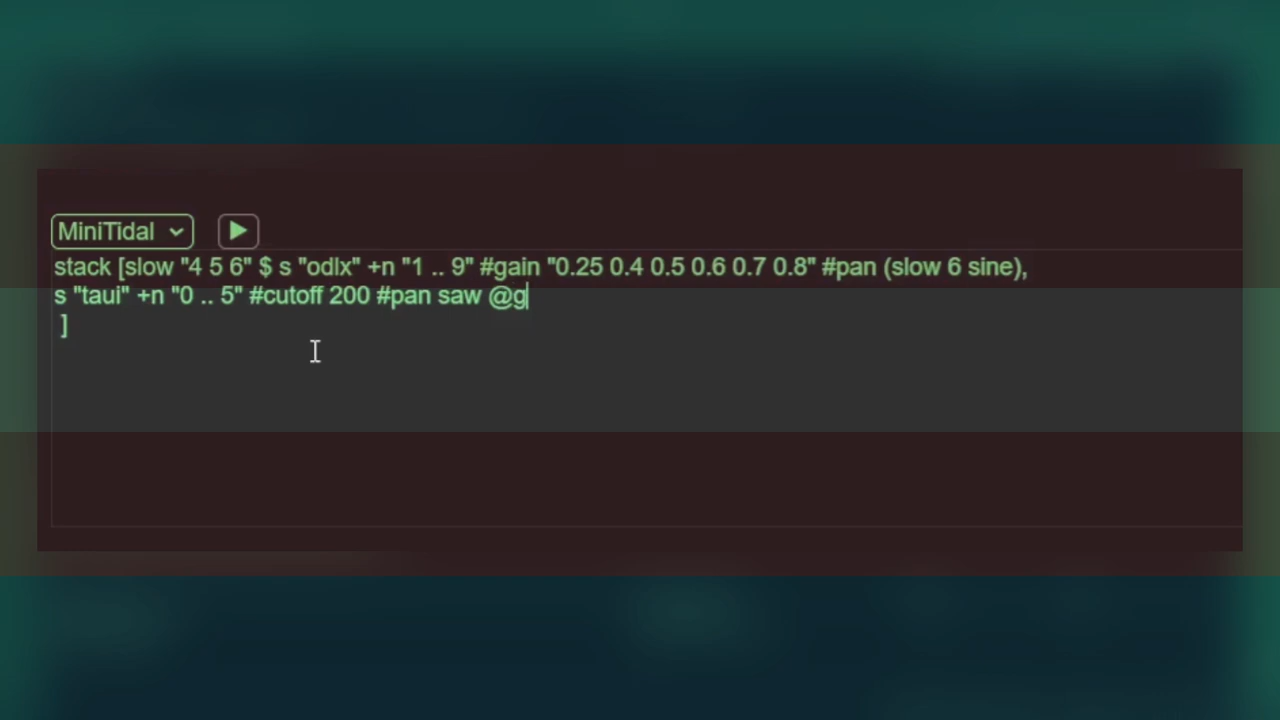 MiniTidal
stack [slow "4 5 6" $ s "odlx" +n "1 .. 9" #gain "0.25 0.4 0.5 0.6 0.7 0.8" #pan (slow 6 sine),
s "taui" +n "0 .. 5" #cutoff 200 #pan saw @g
]